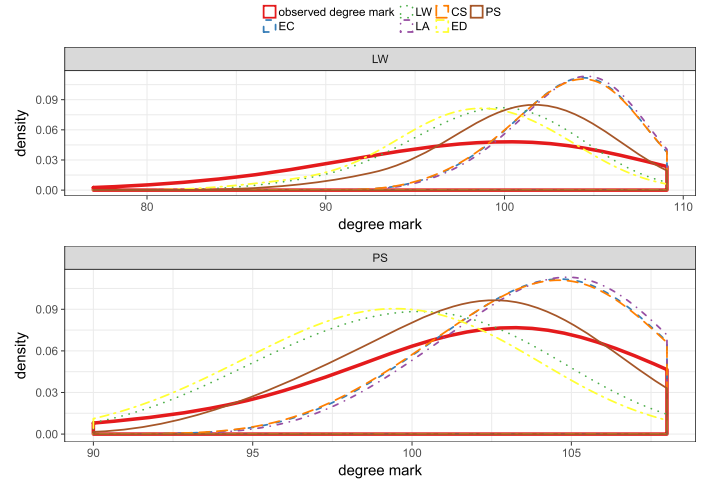 observed degree mark LW CS PS
EC LA ED
LW
density
0.09
0.06
0.03
0.00
80 90 100 110
degree mark
PS
density
0.09
0.06
0.03
0.00
90 95 100 105
degree mark